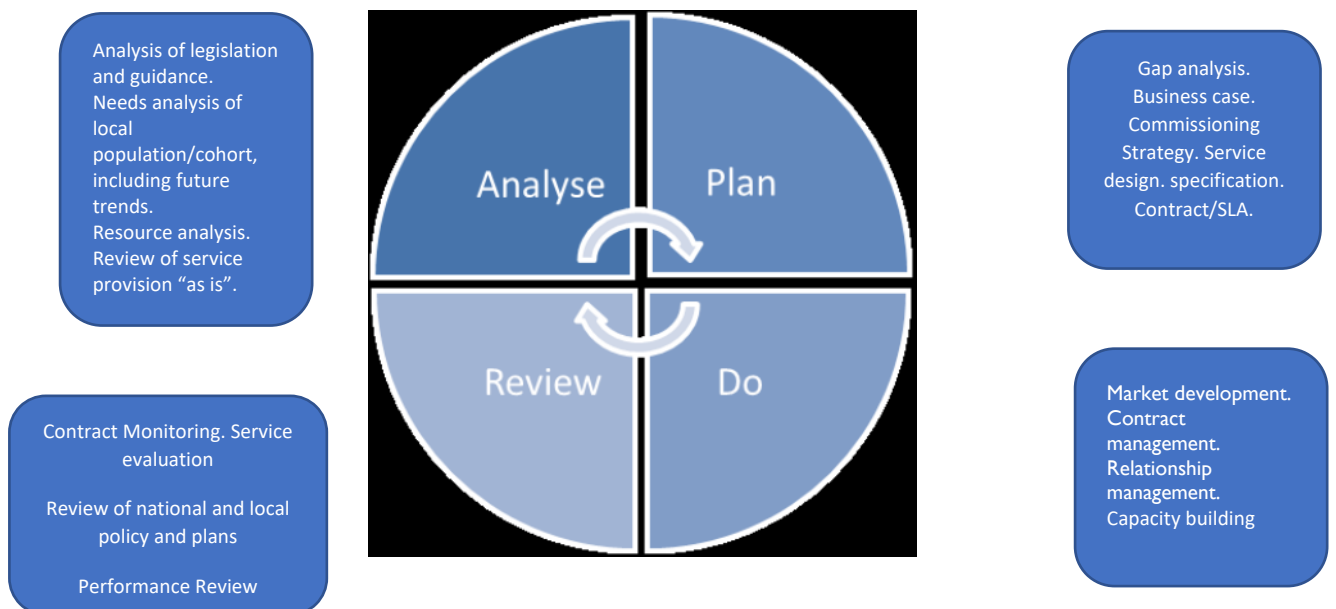 Analysis of legislation
and guidance.
Needs analysis of
local
population/cohort,
including future
trends.
Resource analysis.
Review of service
provision “as is”.
Analyse
Plan
Gap analysis.
Business case.
Commissioning
Strategy. Service
design. specification.
Contract/SLA.
Contract Monitoring. Service
evaluation
Review of national and local
policy and plans
Performance Review
Review
Do
Market development.
Contract
management.
Relationship
management.
Capacity building